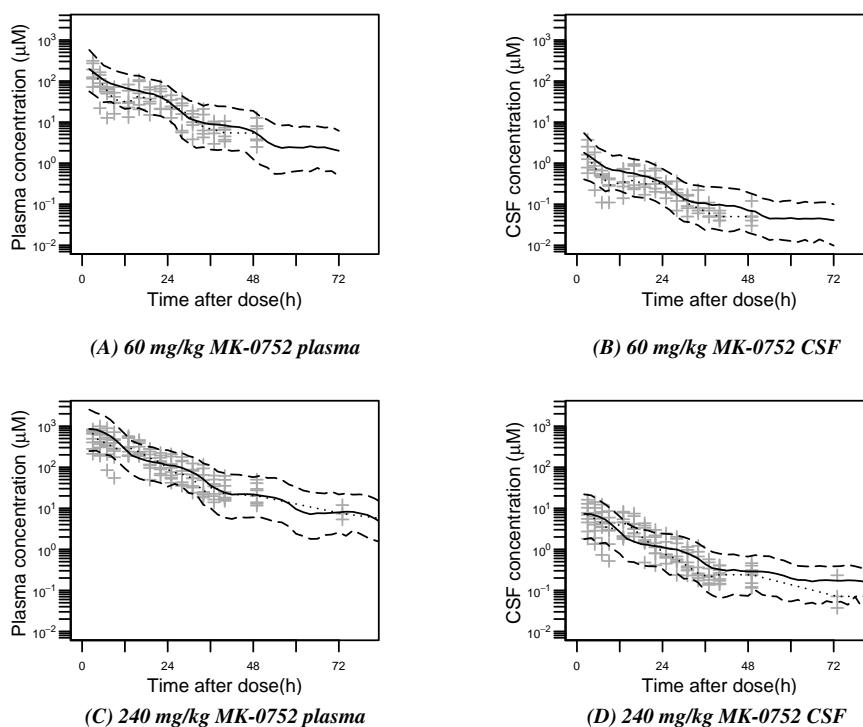 10³
10²
10¹
10⁰
10⁻¹
10⁻²
Plasma concentration (μM)
0 24 48 72
Time after dose(h)
(A) 60 mg/kg MK-0752 plasma
10³
10²
10¹
10⁰
10⁻¹
10⁻²
CSF concentration (μM)
0 24 48 72
Time after dose(h)
(B) 60 mg/kg MK-0752 CSF
10³
10²
10¹
10⁰
10⁻¹
10⁻²
Plasma concentration (μM)
0 24 48 72
Time after dose(h)
(C) 240 mg/kg MK-0752 plasma
10³
10²
10¹
10⁰
10⁻¹
10⁻²
CSF concentration (μM)
0 24 48 72
Time after dose(h)
(D) 240 mg/kg MK-0752 CSF